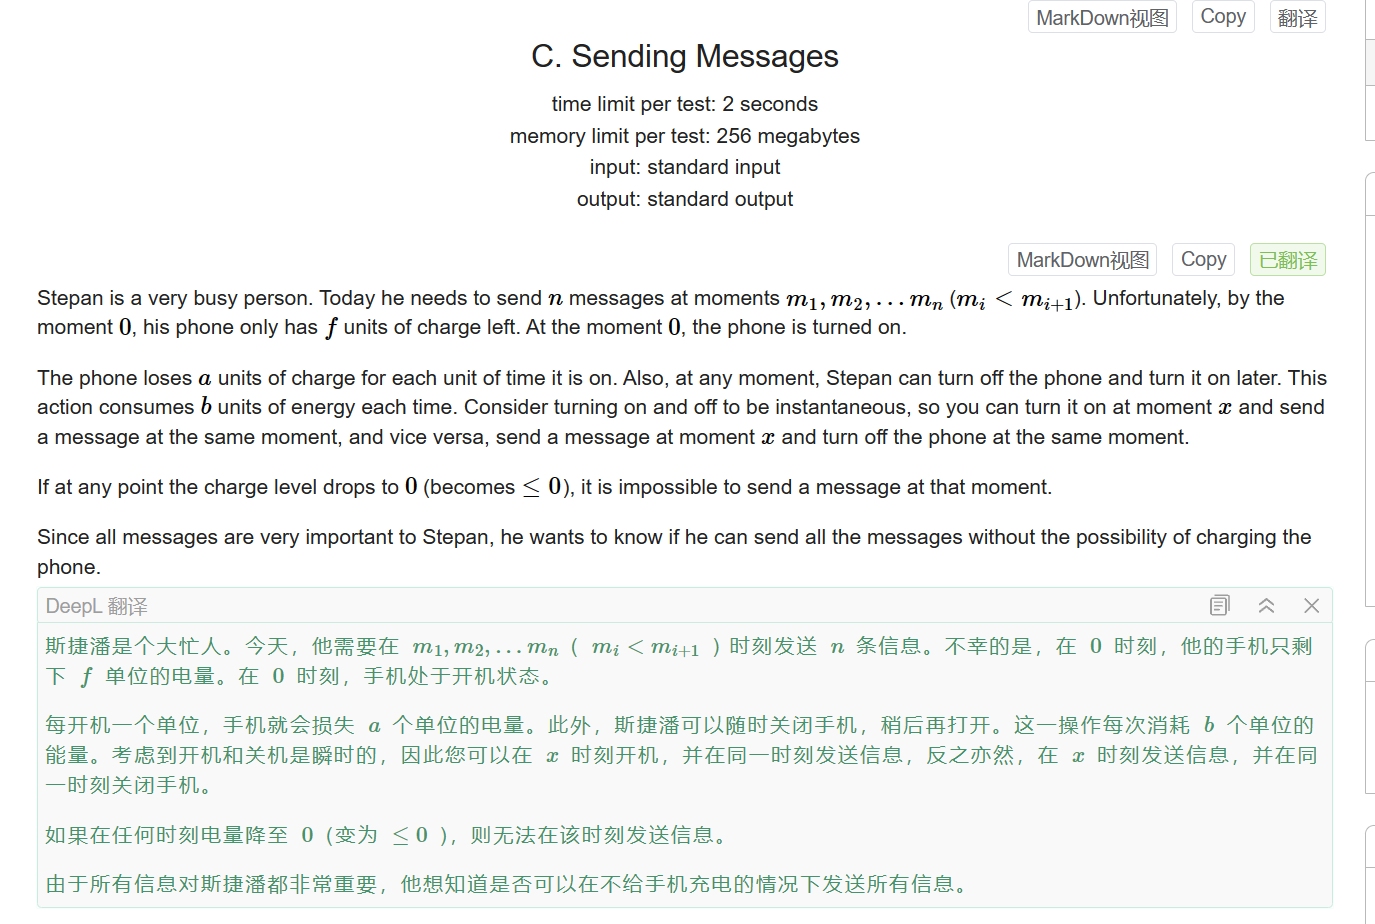 MarkDown视图 Copy 翻译
C. Sending Messages
time limit per test: 2 seconds
memory limit per test: 256 megabytes
input: standard input
output: standard output
MarkDown视图 Copy 已翻译
Stepan is a very busy person. Today he needs to send n messages at moments m₁, m₂, … mₙ (mᵢ < mᵢ₊₁). Unfortunately, by the
moment 0, his phone only has f units of charge left. At the moment 0, the phone is turned on.
The phone loses a units of charge for each unit of time it is on. Also, at any moment, Stepan can turn off the phone and turn it on later. This
action consumes b units of energy each time. Consider turning on and off to be instantaneous, so you can turn it on at moment x and send
a message at the same moment, and vice versa, send a message at moment x and turn off the phone at the same moment.
If at any point the charge level drops to 0 (becomes ≤ 0), it is impossible to send a message at that moment.
Since all messages are very important to Stepan, he wants to know if he can send all the messages without the possibility of charging the
phone.
DeepL 翻译
斯捷潘是个大忙人。今天，他需要在 m₁, m₂, … mₙ ( mᵢ < mᵢ₊₁ ) 时刻发送 n 条信息。不幸的是，在 0 时刻，他的手机只剩
下 f 单位的电量。在 0 时刻，手机处于开机状态。
每开机一个单位，手机就会损失 a 个单位的电量。此外，斯捷潘可以随时关闭手机，稍后再打开。这一操作每次消耗 b 个单位的
能量。考虑到开机和关机是瞬时的，因此您可以在 x 时刻开机，并在同一时刻发送信息，反之亦然，在 x 时刻发送信息，并在同
一时刻关闭手机。
如果在任何时刻电量降至 0（变为 ≤ 0），则无法在该时刻发送信息。
由于所有信息对斯捷潘都非常重要，他想知道是否可以在不给手机充电的情况下发送所有信息。